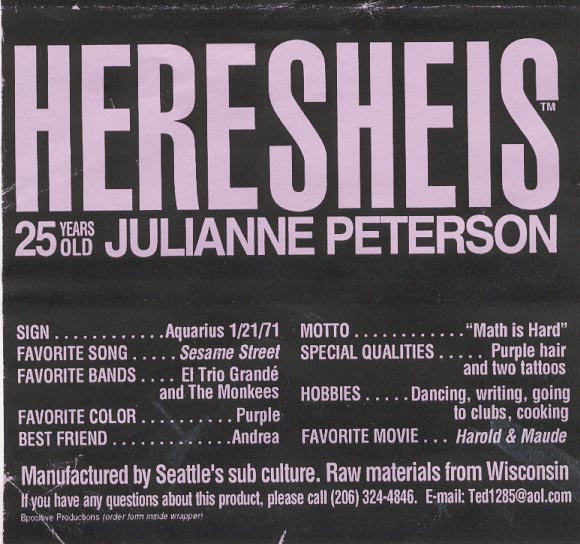 HERESHEIS™
25 YEARS OLD JULIANNE PETERSON
SIGN . . . . . . . . . . . . . Aquarius 1/21/71
FAVORITE SONG . . . . . Sesame Street
FAVORITE BANDS . . . . El Trio Grandé
and The Monkees
FAVORITE COLOR . . . . . . . . . . Purple
BEST FRIEND . . . . . . . . . . . . . Andrea
MOTTO . . . . . . . . . . . . "Math is Hard"
SPECIAL QUALITIES . . . . . Purple hair
and two tattoos
HOBBIES . . . . . Dancing, writing, going
to clubs, cooking
FAVORITE MOVIE . . . Harold & Maude
Manufactured by Seattle's sub culture. Raw materials from Wisconsin
If you have any questions about this product, please call (206) 324-4846. E-mail: Ted1285@aol.com
Bpositive Productions (order form inside wrapper)